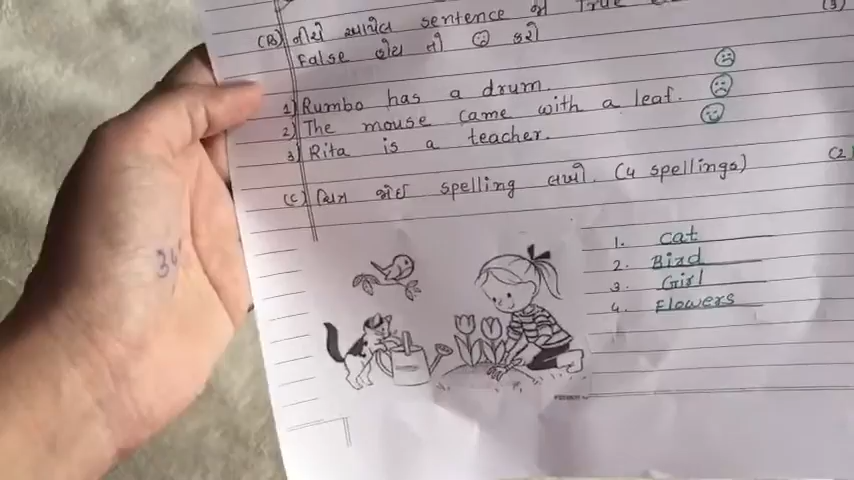 (B) નીચે આપેલ sentence જો True
False હોય તો ☹ કરો
(3)
1) Rumbo has a drum. ☹
2) The mouse came with a leaf. ☹
3) Rita is a teacher. ☺
(C) ચિત્ર જોઈ spelling લખો. (4 spellings) (2)
1. cat
2. Bird
3. Girl
4. Flowers
34